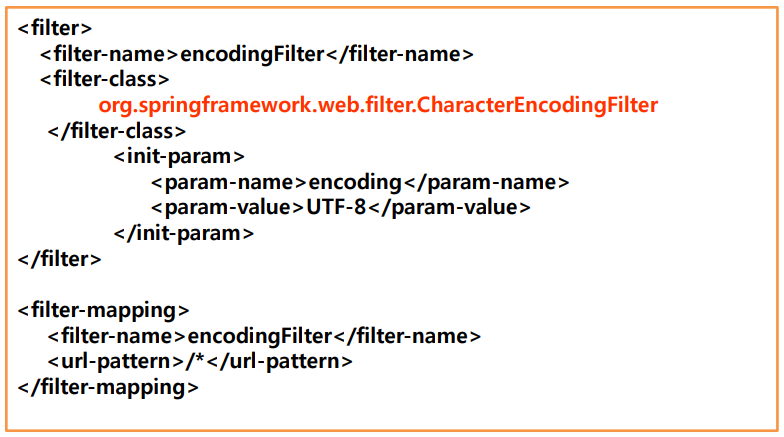 <filter>
<filter-name>encodingFilter</filter-name>
<filter-class>
org.springframework.web.filter.CharacterEncodingFilter
</filter-class>
<init-param>
<param-name>encoding</param-name>
<param-value>UTF-8</param-value>
</init-param>
</filter>
<filter-mapping>
<filter-name>encodingFilter</filter-name>
<url-pattern>/*</url-pattern>
</filter-mapping>